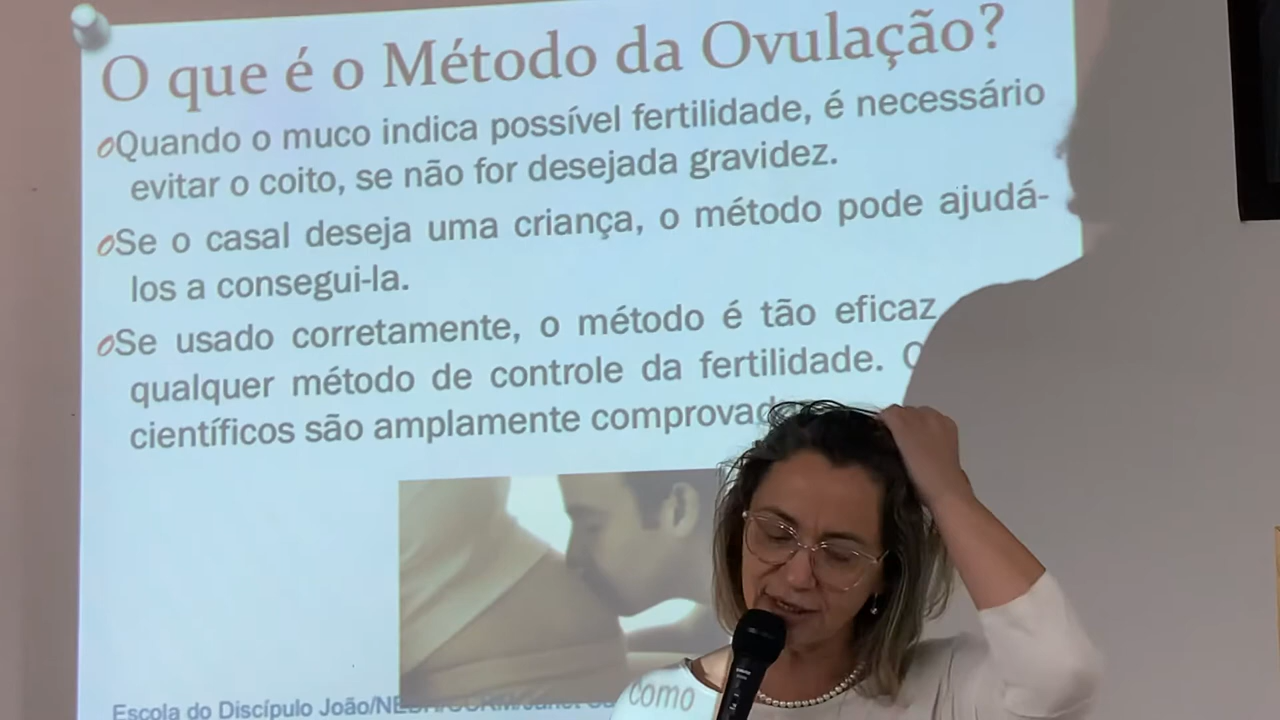 O que é o Método da Ovulação?
Quando o muco indica possível fertilidade, é necessário
evitar o coito, se não for desejada gravidez.
Se o casal deseja uma criança, o método pode ajudá-
los a consegui-la.
Se usado corretamente, o método é tão eficaz
como
qualquer método de controle da fertilidade.
científicos são amplamente
Escola do Discípulo João/